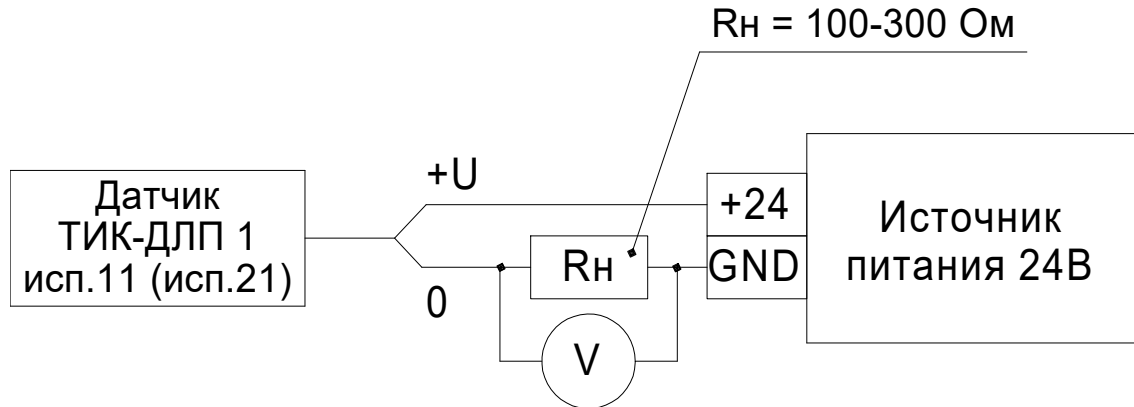 Rн = 100-300 Ом
+U
Датчик
ТИК-ДЛП 1
исп.11 (исп.21)
+24
Источник
питания 24В
Rн
GND
0
V